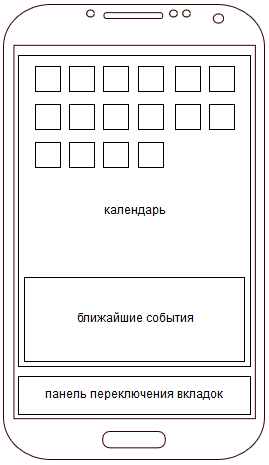 календарь
ближайшие события
панель переключения вкладок